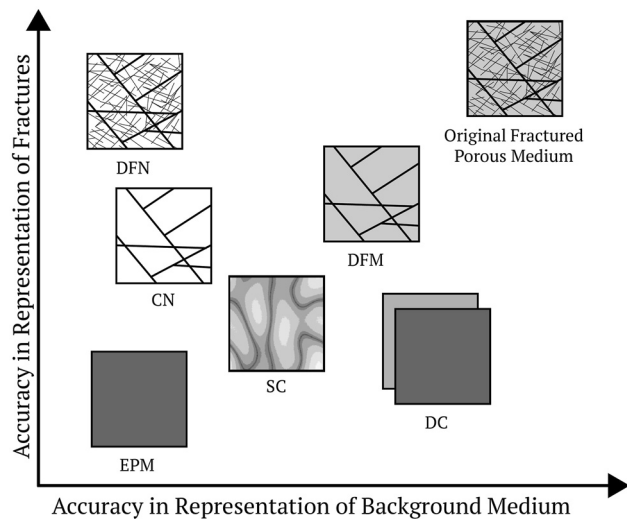 Accuracy in Representation of Fractures
DFN
Original Fractured
Porous Medium
CN
DFM
SC
DC
EPM
Accuracy in Representation of Background Medium